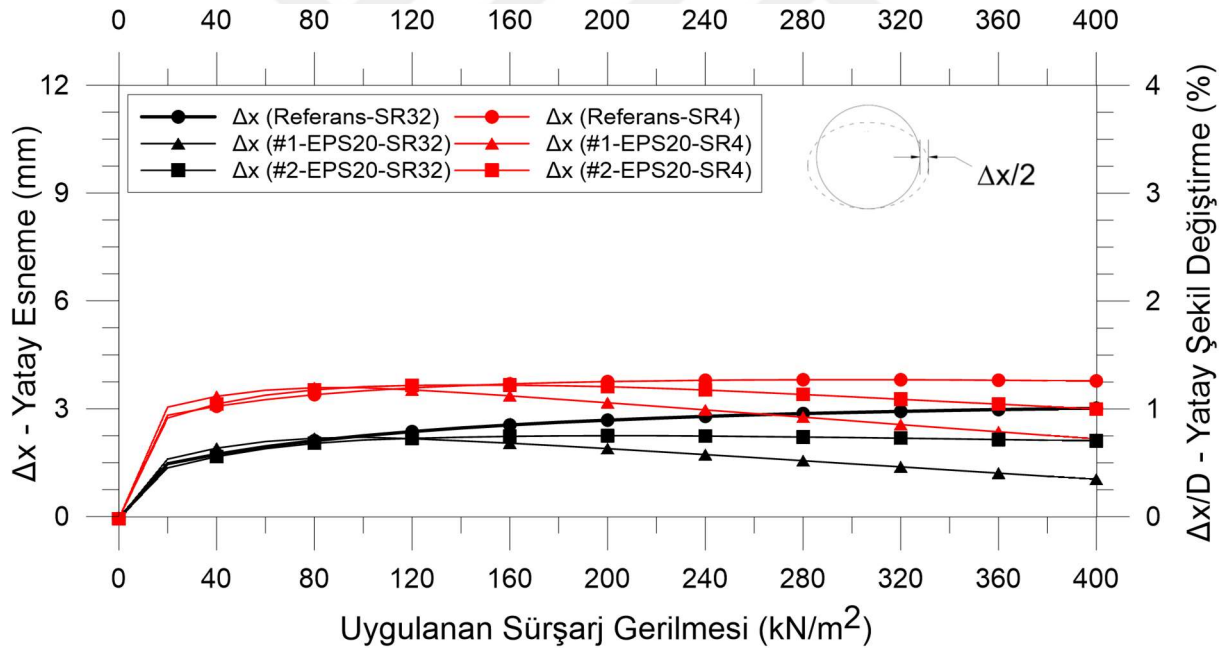 0 40 80 120 160 200 240 280 320 360 400
12 4
Δx (Referans-SR32) Δx (Referans-SR4)
Δx (#1-EPS20-SR32) Δx (#1-EPS20-SR4)
Δx (#2-EPS20-SR32) Δx (#2-EPS20-SR4)
Δx/2
9 3
6 2
3 1
0 0
Δx - Yatay Esneme (mm)
Δx/D - Yatay Şekil Değiştirme (%)
0 40 80 120 160 200 240 280 320 360 400
Uygulanan Sürşarj Gerilmesi (kN/m²)